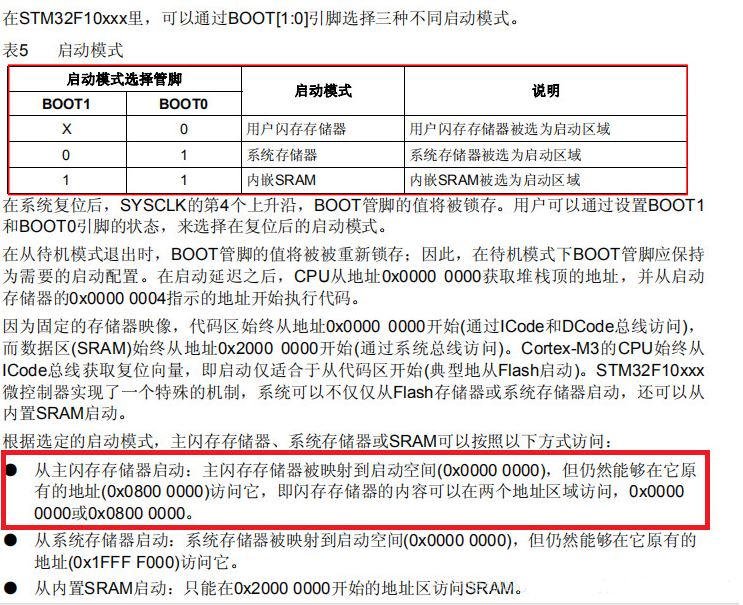 在STM32F10xxx里，可以通过BOOT[1:0]引脚选择三种不同启动模式。
表5 启动模式
启动模式选择管脚 启动模式 说明
BOOT1 BOOT0
X 0 用户闪存存储器 用户闪存存储器被选为启动区域
0 1 系统存储器 系统存储器被选为启动区域
1 1 内嵌SRAM 内嵌SRAM被选为启动区域
在系统复位后，SYSCLK的第4个上升沿，BOOT管脚的值将被锁存。用户可以通过设置BOOT1
和BOOT0引脚的状态，来选择在复位后的启动模式。
在从待机模式退出时，BOOT管脚的值将被被重新锁存；因此，在待机模式下BOOT管脚应保持
为需要的启动配置。在启动延迟之后，CPU从地址0x0000 0000获取堆栈顶的地址，并从启动
存储器的0x0000 0004指示的地址开始执行代码。
因为固定的存储器映像，代码区始终从地址0x0000 0000开始(通过ICode和DCode总线访问)，
而数据区(SRAM)始终从地址0x2000 0000开始(通过系统总线访问)。Cortex-M3的CPU始终从
ICode总线获取复位向量，即启动仅适合于从代码区开始(典型地从Flash启动)。STM32F10xxx
微控制器实现了一个特殊的机制，系统可以不仅仅从Flash存储器或系统存储器启动，还可以从
内置SRAM启动。
根据选定的启动模式，主闪存存储器、系统存储器或SRAM可以按照以下方式访问：
● 从主闪存存储器启动：主闪存存储器被映射到启动空间(0x0000 0000)，但仍然能够在它原
有的地址(0x0800 0000)访问它，即闪存存储器的内容可以在两个地址区域访问，0x0000
0000或0x0800 0000。
● 从系统存储器启动：系统存储器被映射到启动空间(0x0000 0000)，但仍然能够在它原有的
地址(0x1FFF F000)访问它。
● 从内置SRAM启动：只能在0x2000 0000开始的地址区访问SRAM。